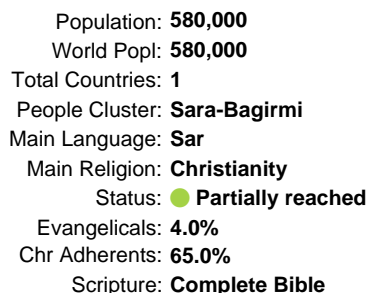 Population: 580,000
World Popl: 580,000
Total Countries: 1
People Cluster: Sara-Bagirmi
Main Language: Sar
Main Religion: Christianity
Status: Partially reached
Evangelicals: 4.0%
Chr Adherents: 65.0%
Scripture: Complete Bible